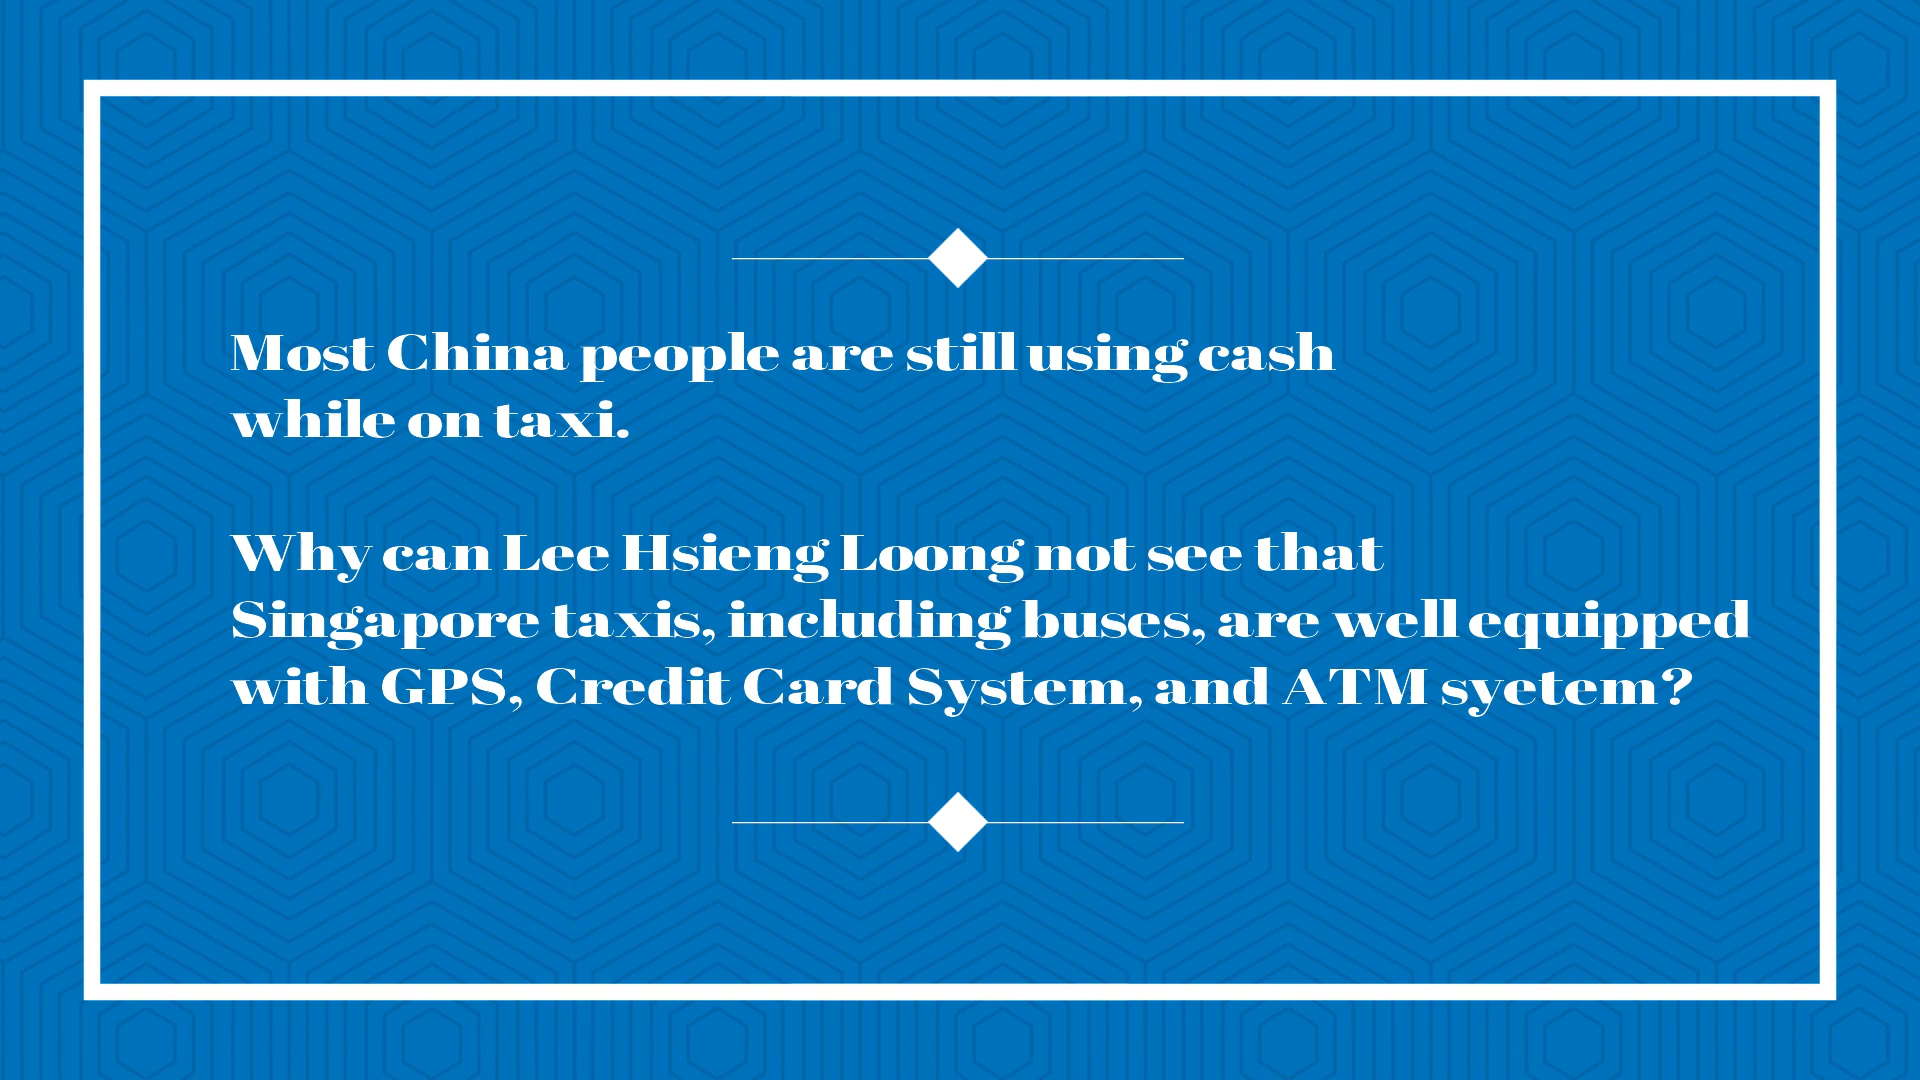 Most China people are still using cash
while on taxi.
Why can Lee Hsieng Loong not see that
Singapore taxis, including buses, are well equipped
with GPS, Credit Card System, and ATM syetem?